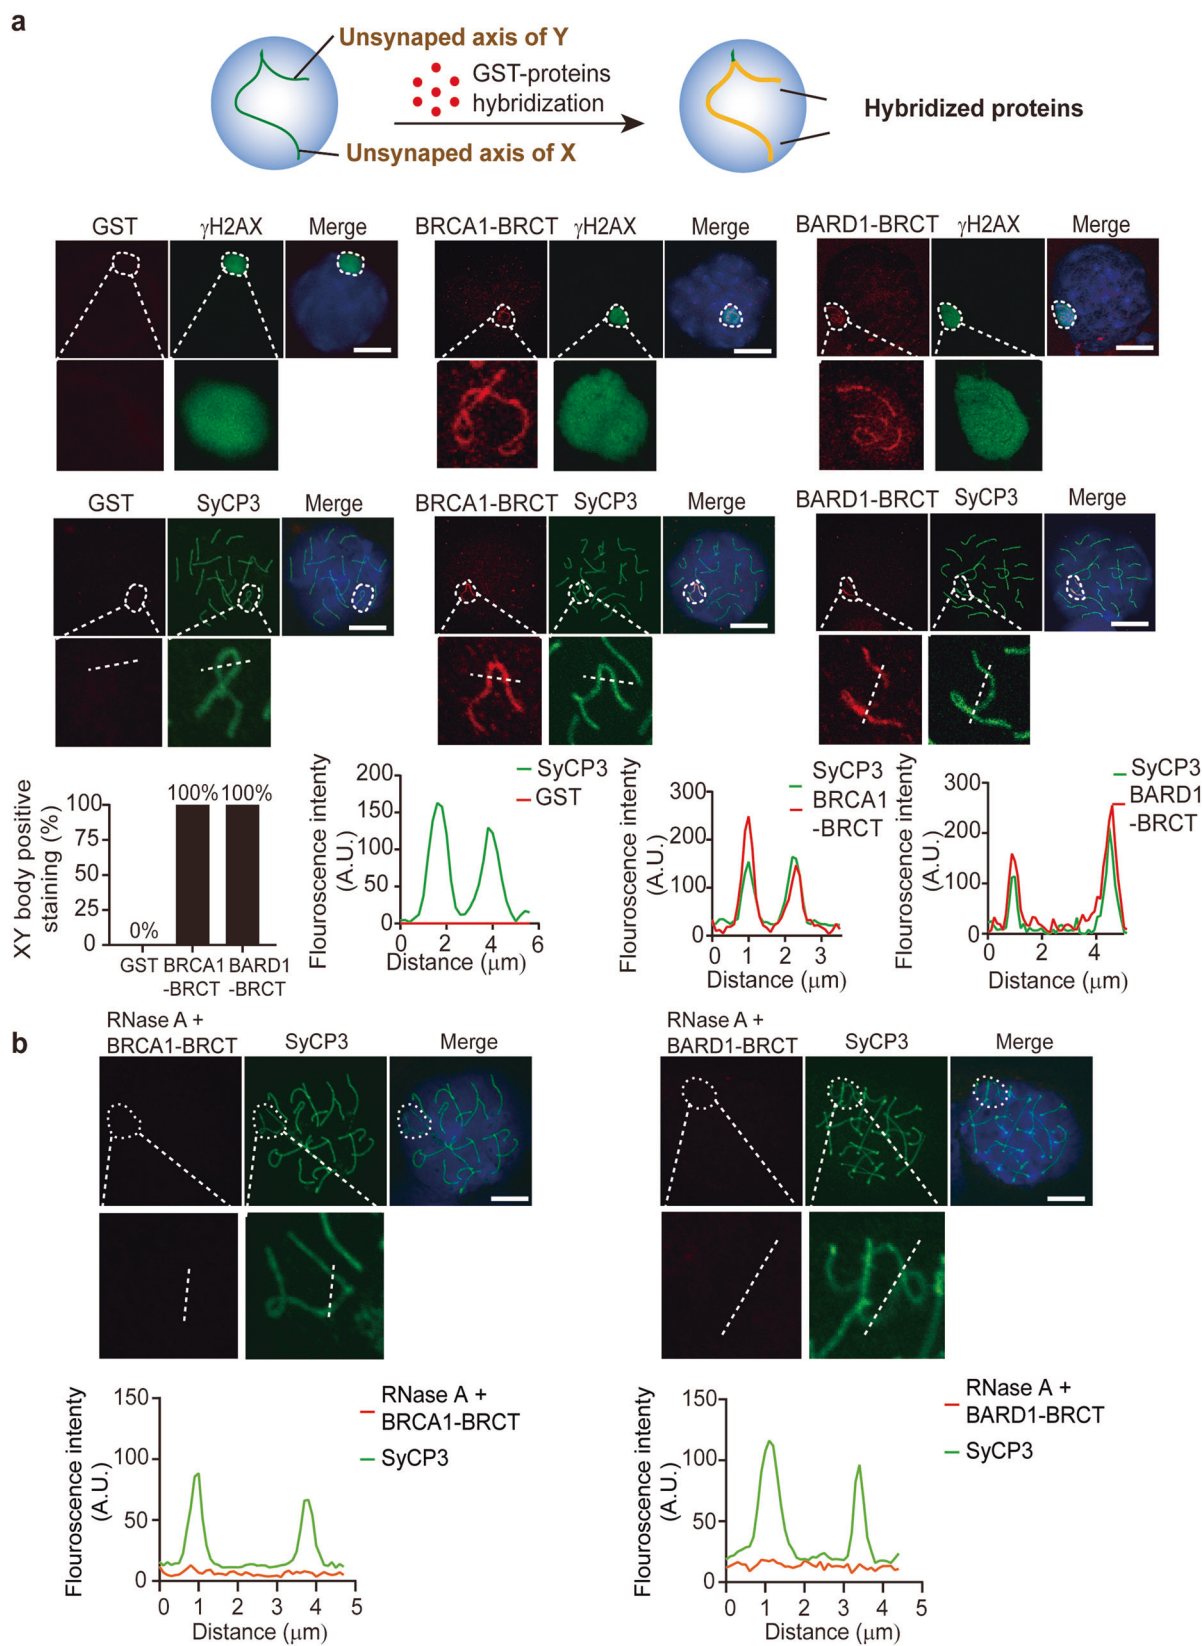 a
Unsynaped axis of Y
GST-proteins
hybridization
Hybridized proteins
Unsynaped axis of X
GST γH2AX Merge
BRCA1-BRCT γH2AX Merge
BARD1-BRCT γH2AX Merge
GST SyCP3 Merge
BRCA1-BRCT SyCP3 Merge
BARD1-BRCT SyCP3 Merge
XY body positive
staining (%)
100
75
50
25
0
0%
100%
100%
GST BRCA1 BARD1
-BRCT -BRCT
Flouroscence intenty
(A.U.)
200
150
100
50
0
SyCP3
GST
0 2 4 6
Distance (μm)
Flouroscence intenty
(A.U.)
300
200
100
0
SyCP3
BRCA1
-BRCT
0 1 2 3
Distance (μm)
Flouroscence intenty
(A.U.)
300
200
100
0
SyCP3
BARD1
-BRCT
0 2 4
Distance (μm)
b
RNase A +
BRCA1-BRCT SyCP3 Merge
RNase A +
BARD1-BRCT SyCP3 Merge
Flouroscence intenty
(A.U.)
150
100
50
0
RNase A +
BRCA1-BRCT
SyCP3
0 1 2 3 4 5
Distance (μm)
Flouroscence intenty
(A.U.)
150
100
50
0
RNase A +
BARD1-BRCT
SyCP3
0 1 2 3 4 5
Distance (μm)